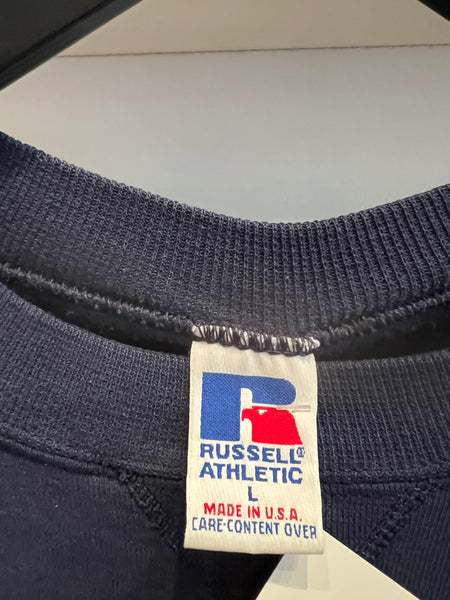 R
RUSSELL®
ATHLETIC
L
MADE IN U.S.A.
CARE-CONTENT OVER